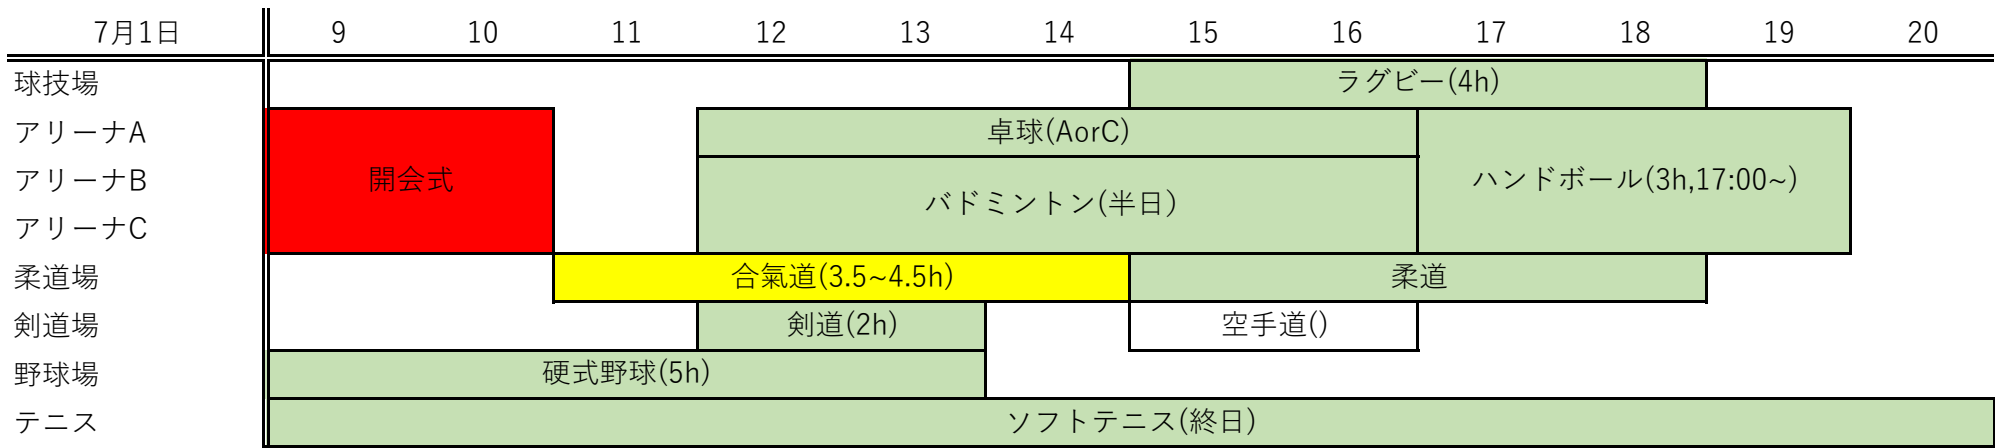 7月1日 9 10 11 12 13 14 15 16 17 18 19 20
球技場 ラグビー(4h)
アリーナA 卓球(AorC)
アリーナB 開会式 ハンドボール(3h,17:00~)
バドミントン(半日)
アリーナC
柔道場 合氣道(3.5~4.5h) 柔道
剣道場 剣道(2h) 空手道()
野球場 硬式野球(5h)
テニス ソフトテニス(終日)